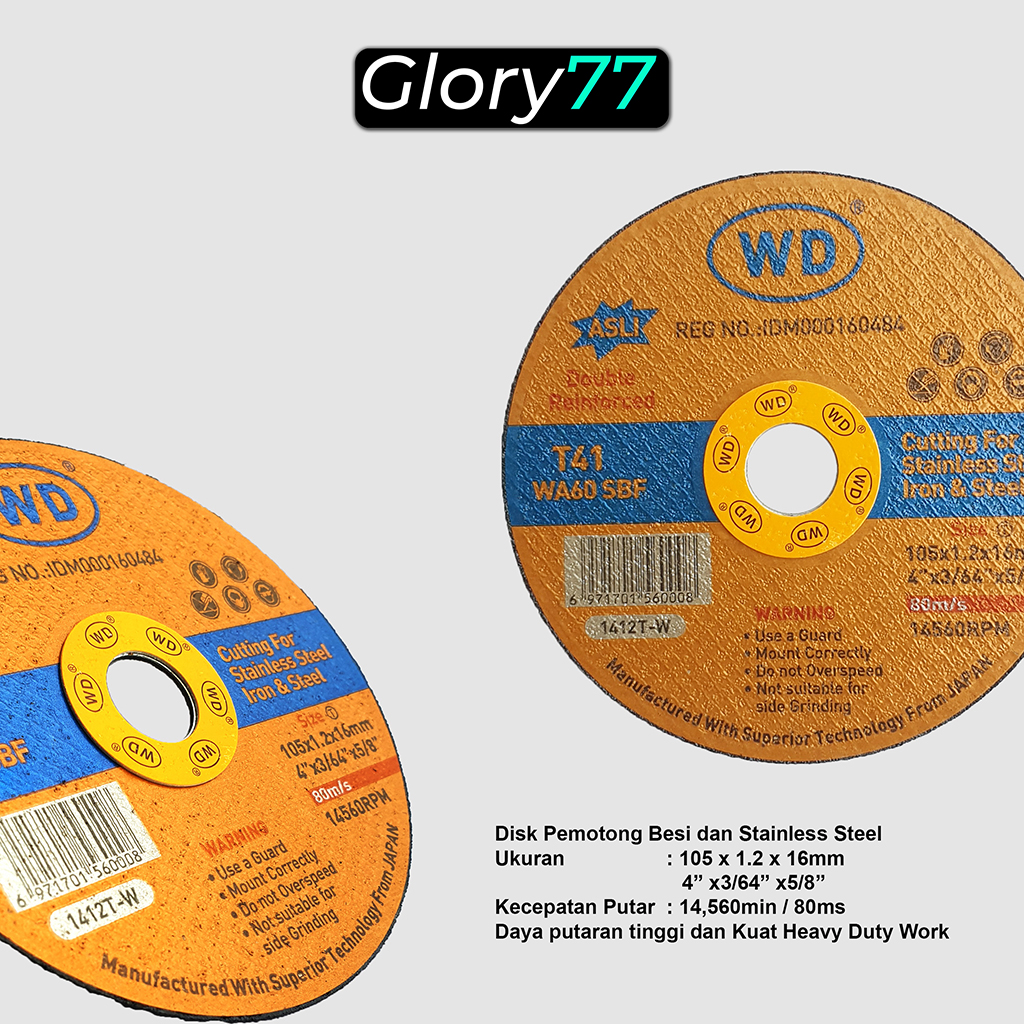 Glory77
WD®
ASLI
REG NO.:IDM000160484
Double
Reinforced
T41
WA60 SBF
Cutting For
Stainless
Iron & Steel
Size
105x1.2x16m
4"x3/64"x5/
80m/s
14560RPM
6 971701 560008
1412T-W
WARNING
• Use a Guard
• Mount Correctly
• Do not Overspeed
• Not suitable for
side Grinding
Manufactured With Superior Technology From JAPAN
WD® WD® WD® WD® WD® WD®
WD®
REG NO.:IDM000160484
WD® WD® WD® WD® WD® WD®
BF
Cutting For
Stainless Steel
Iron & Steel
Size
105x1.2x16mm
4"x3/64"x5/8"
80m/s
14560RPM
6 971701 560008
1412T-W
WARNING
• Use a Guard
• Mount Correctly
• Do not Overspeed
• Not suitable for
side Grinding
Manufactured With Superior Technology From JAPAN
Disk Pemotong Besi dan Stainless Steel
Ukuran : 105 x 1.2 x 16mm
4” x3/64” x5/8”
Kecepatan Putar : 14,560min / 80ms
Daya putaran tinggi dan Kuat Heavy Duty Work